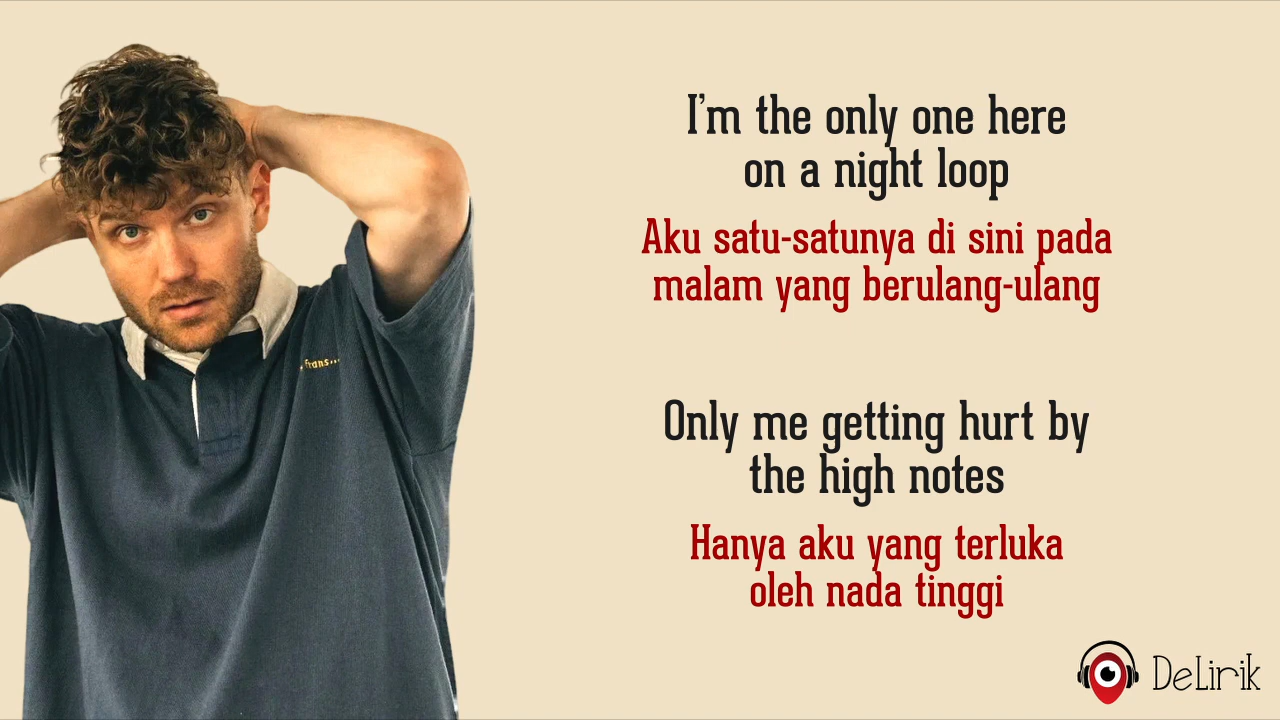 I'm the only one here
on a night loop
Aku satu-satunya di sini pada
malam yang berulang-ulang
Only me getting hurt by
the high notes
Hanya aku yang terluka
oleh nada tinggi
DeLirik